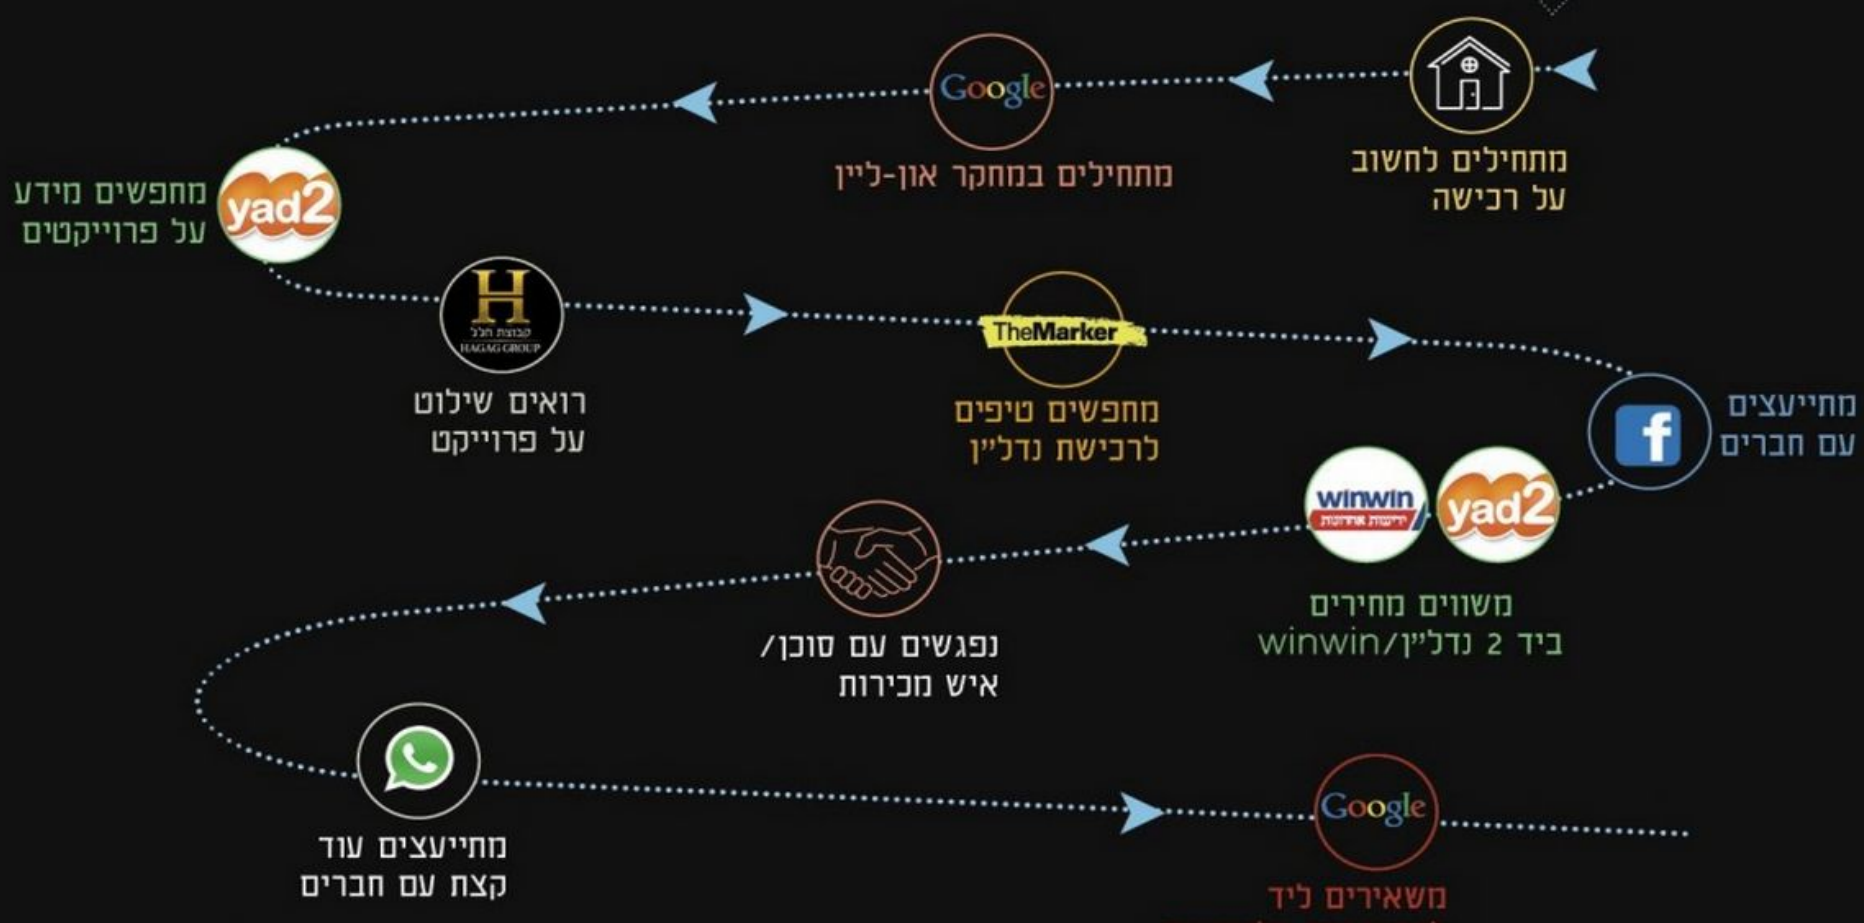 מתחילים לחשוב
על רכישה
Google
מתחילים במחקר און-ליין
yad2
מחפשים מידע
על פרוייקטים
H
קבוצת חגג
HAGAG GROUP
רואים שילוט
על פרוייקט
TheMarker
מחפשים טיפים
לרכישת נדל"ן
f
מתייעצים
עם חברים
yad2
winwin
ידיעות אחרונות
משווים מחירים
ביד 2 נדל"ן/winwin
נפגשים עם סוכן/
איש מכירות
מתייעצים עוד
קצת עם חברים
Google
משאירים ליד